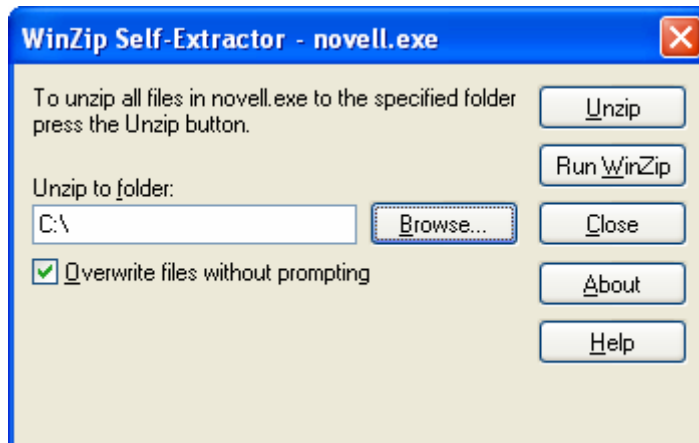 WinZip Self-Extractor - novell.exe
To unzip all files in novell.exe to the specified folder
press the Unzip button.
Unzip
Run WinZip
Unzip to folder:
C:\
Browse...
Close
Overwrite files without prompting
About
Help